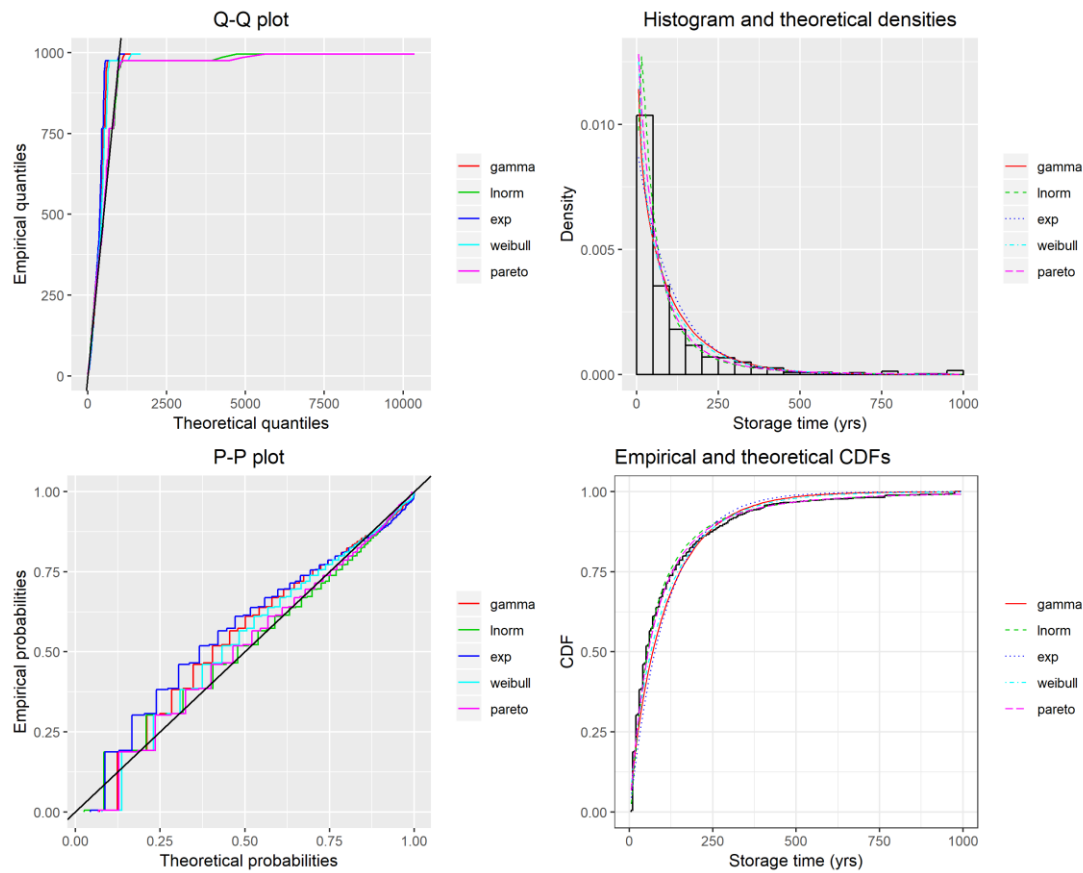 Q-Q plot
Empirical quantiles
1000
750
500
250
0
0
2500
5000
7500
10000
Theoretical quantiles
gamma
lnorm
exp
weibull
pareto
Histogram and theoretical densities
Density
0.010
0.005
0.000
0
250
500
750
1000
Storage time (yrs)
gamma
lnorm
exp
weibull
pareto
P-P plot
Empirical probabilities
1.00
0.75
0.50
0.25
0.00
0.00
0.25
0.50
0.75
1.00
Theoretical probabilities
gamma
lnorm
exp
weibull
pareto
Empirical and theoretical CDFs
CDF
1.00
0.75
0.50
0.25
0.00
0
250
500
750
1000
Storage time (yrs)
gamma
lnorm
exp
weibull
pareto